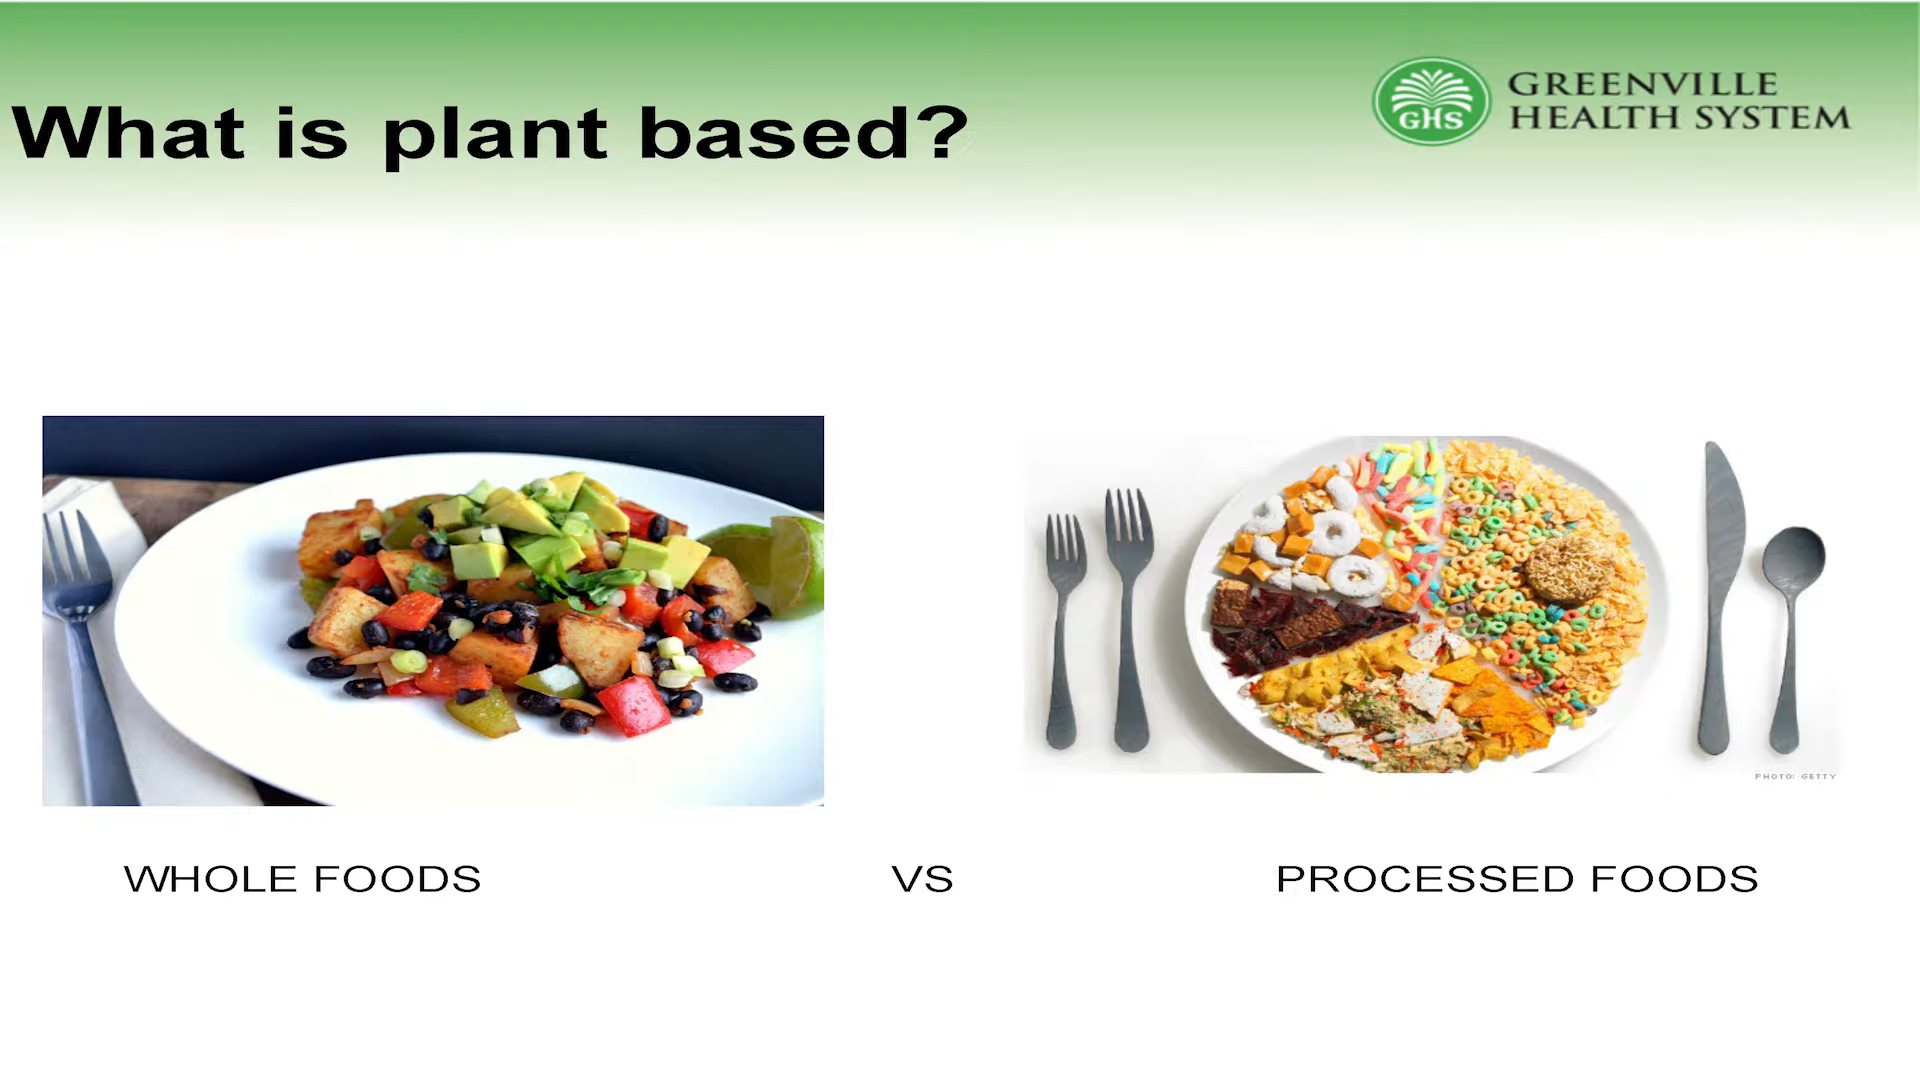 What is plant based?
GHS
GREENVILLE
HEALTH SYSTEM
PHOTO: GETTY
WHOLE FOODS
VS
PROCESSED FOODS